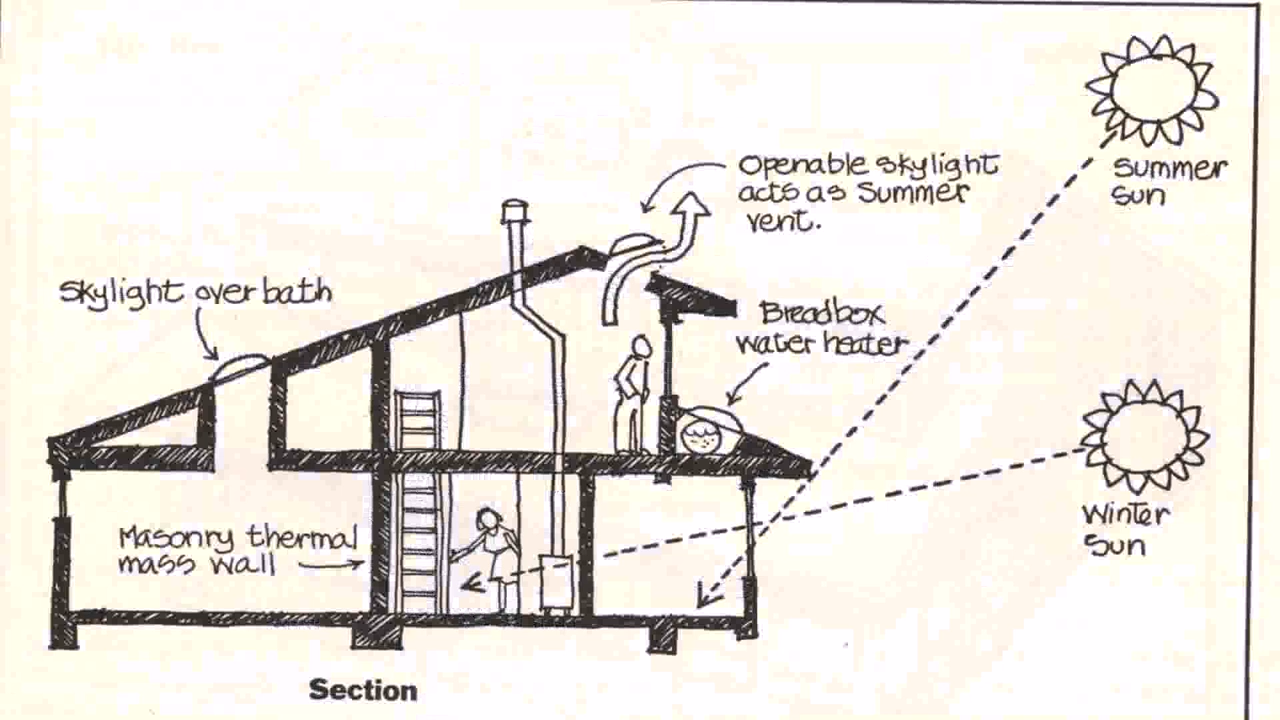 Openable skylight
acts as Summer
vent.
Summer
sun
Skylight over bath
Breadbox
water heater
Winter
Sun
Masonry thermal
mass wall
Section